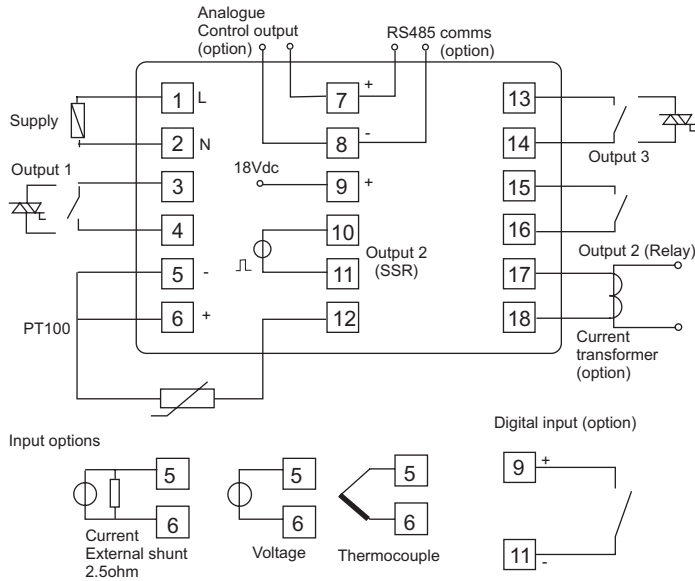 Analogue
Control output
(option)
RS485 comms
(option)
1 L
7 +
13
Supply
2 N
8 -
14
Output 3
Output 1
3
18Vdc
9 +
15
4
10
16
Output 2
(SSR)
Output 2 (Relay)
5 -
11
17
6 +
12
18
PT100
Current
transformer
(option)
Input options
Digital input (option)
5
5
5
9 +
6
6
6
Current
External shunt
2.5ohm
Voltage
Thermocouple
11 -